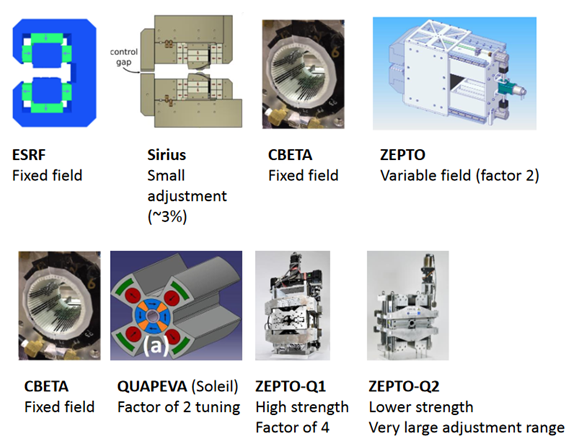 control
gap
ESRF
Fixed field
Sirius
Small
adjustment
(~3%)
CBETA
Fixed field
ZEPTO
Variable field (factor 2)
(a)
CBETA
Fixed field
QUAPEVA (Soleil)
Factor of 2 tuning
ZEPTO-Q1
High strength
Factor of 4
ZEPTO-Q2
Lower strength
Very large adjustment range